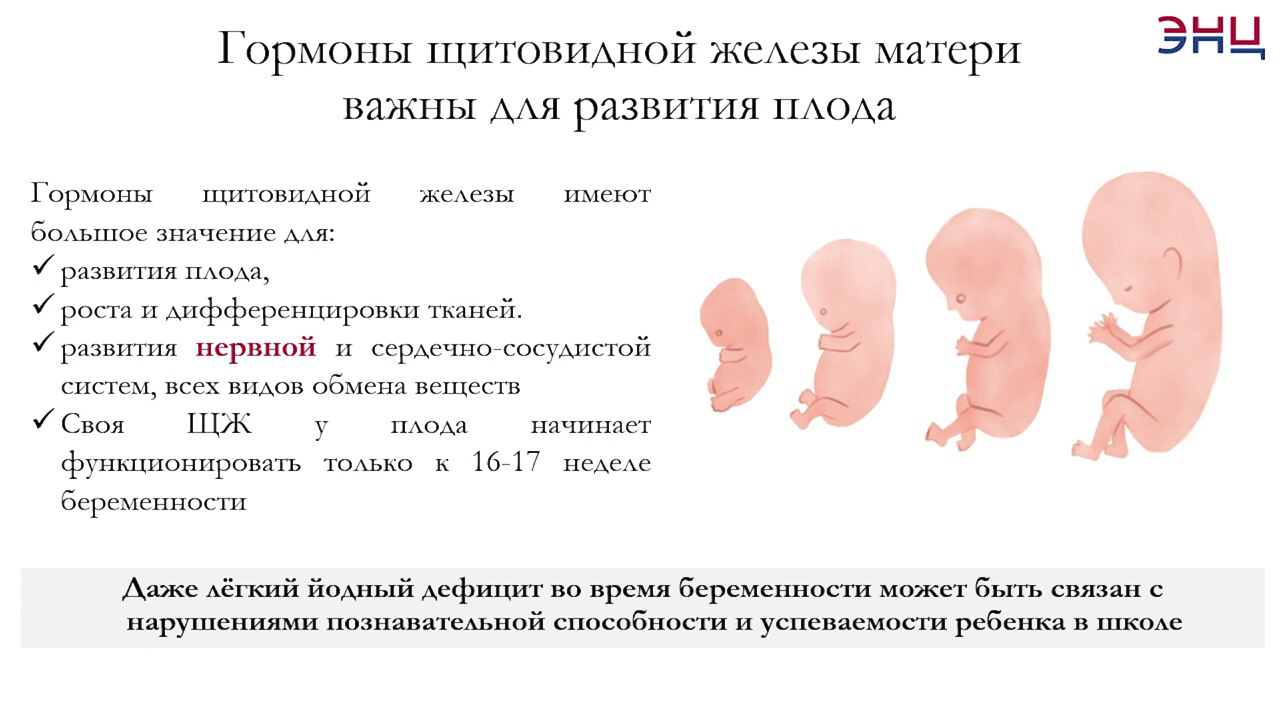 ЭНЦ
Гормоны щитовидной железы матери
важны для развития плода
Гормоны щитовидной железы имеют
большое значение для:
✓ развития плода,
✓ роста и дифференцировки тканей.
✓ развития нервной и сердечно-сосудистой
систем, всех видов обмена веществ
✓ Своя ЩЖ у плода начинает
функционировать только к 16-17 неделе
беременности
Даже лёгкий йодный дефицит во время беременности может быть связан с
нарушениями познавательной способности и успеваемости ребенка в школе